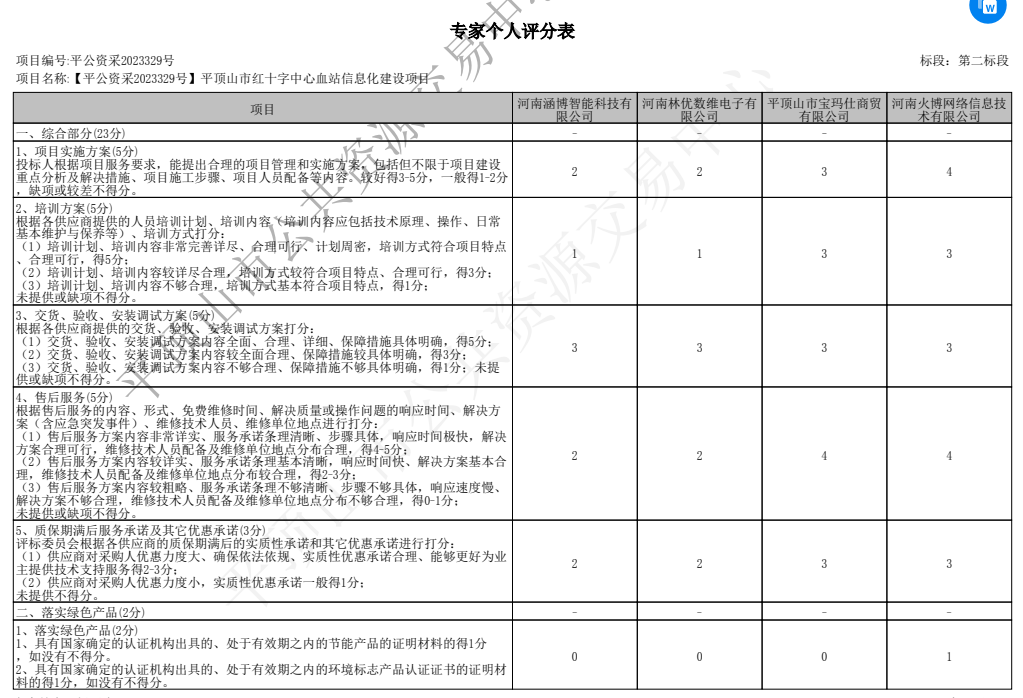 专家个人评分表
项目编号:平公资采2023329号
标段：第二标段
项目名称:【平公资采2023329号】平顶山市红十字中心血站信息化建设项目
项目
河南涵博智能科技有
限公司
河南林优数维电子有
限公司
平顶山市宝玛仕商贸
有限公司
河南火博网络信息技
术有限公司
一、综合部分(23分)
-
-
-
-
1、项目实施方案(5分)
投标人根据项目服务要求，能提出合理的项目管理和实施方案，包括但不限于项目建设
重点分析及解决措施、项目施工步骤、项目人员配备等内容。较好得3-5分，一般得1-2分
，缺项或较差不得分。
2
2
3
4
2、培训方案(5分)
根据各供应商提供的人员培训计划、培训内容（培训内容应包括技术原理、操作、日常
基本维护与保养等）、培训方式打分:
（1）培训计划、培训内容非常完善详尽、合理可行、计划周密，培训方式符合项目特点
、合理可行，得5分；
（2）培训计划、培训内容较详尽合理，培训方式较符合项目特点、合理可行，得3分；
（3）培训计划、培训内容不够合理，培训方式基本符合项目特点，得1分；
未提供或缺项不得分。
1
1
3
3
3、交货、验收、安装调试方案(5分)
根据各供应商提供的交货、验收、安装调试方案打分:
（1）交货、验收、安装调试方案内容全面、合理、详细、保障措施具体明确，得5分；
（2）交货、验收、安装调试方案内容较全面合理、保障措施较具体明确，得3分；
（3）交货、验收、安装调试方案内容不够合理、保障措施不够具体明确，得1分；未提
供或缺项不得分。
3
3
3
3
4、售后服务(5分)
根据售后服务的内容、形式、免费维修时间、解决质量或操作问题的响应时间、解决方
案（含应急突发事件）、维修技术人员、维修单位地点进行打分:
（1）售后服务方案内容非常详实、服务承诺条理清晰、步骤具体，响应时间极快，解决
方案合理可行，维修技术人员配备及维修单位地点分布合理，得4-5分；
（2）售后服务方案内容较详实、服务承诺条理基本清晰，响应时间快、解决方案基本合
理，维修技术人员配备及维修单位地点分布较合理，得2-3分；
（3）售后服务方案内容较粗略、服务承诺条理不够清晰、步骤不够具体，响应速度慢、
解决方案不够合理，维修技术人员配备及维修单位地点分布不够合理，得0-1分；
未提供或缺项不得分。
2
2
4
4
5、质保期满后服务承诺及其它优惠承诺(3分)
评标委员会根据各供应商的质保期满后的实质性承诺和其它优惠承诺进行打分:
（1）供应商对采购人优惠力度大、确保依法依规、实质性优惠承诺合理、能够更好为业
主提供技术支持服务得2-3分；
（2）供应商对采购人优惠力度小，实质性优惠承诺一般得1分；
未提供不得分。
2
2
3
3
二、落实绿色产品(2分)
-
-
-
-
1、落实绿色产品(2分)
1、具有国家确定的认证机构出具的、处于有效期之内的节能产品的证明材料的得1分
，如没有不得分。
2、具有国家确定的认证机构出具的、处于有效期之内的环境标志产品认证证书的证明材
料的得1分，如没有不得分。
0
0
0
1
平顶山市公共资源交易中
平顶山市公共资源交易中心
W